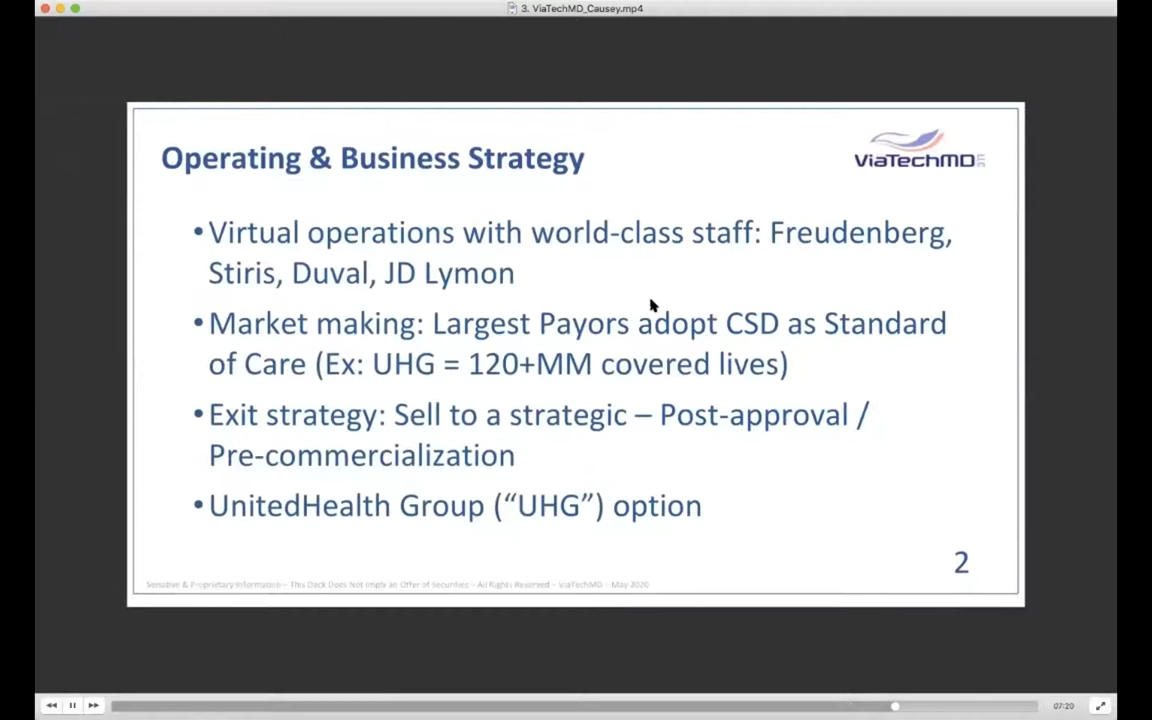 3. ViaTechMD_Causey.mp4
Operating & Business Strategy
ViaTechMD LLC
•Virtual operations with world-class staff: Freudenberg,
Stiris, Duval, JD Lymon
•Market making: Largest Payors adopt CSD as Standard
of Care (Ex: UHG = 120+MM covered lives)
•Exit strategy: Sell to a strategic – Post-approval /
Pre-commercialization
•UnitedHealth Group (“UHG”) option
2
Sensitive & Proprietary Information – This Deck Does Not Imply an Offer of Securities – All Rights Reserved – ViaTechMD – May 2020
07:20